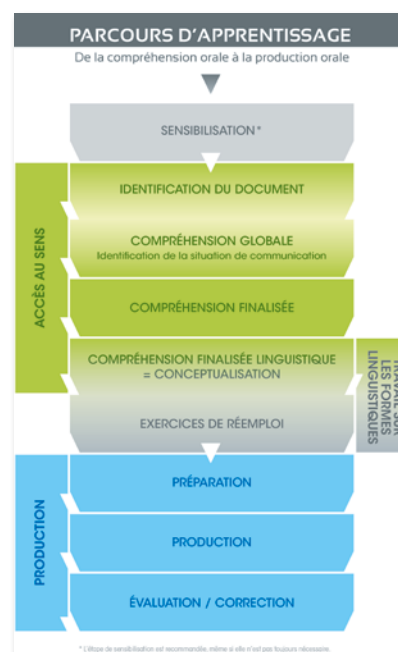 PARCOURS D'APPRENTISSAGE
De la compréhension orale à la production orale
SENSIBILISATION*
ACCÈS AU SENS
IDENTIFICATION DU DOCUMENT
COMPRÉHENSION GLOBALE
Identification de la situation de communication
COMPRÉHENSION FINALISÉE
COMPRÉHENSION FINALISÉE LINGUISTIQUE
= CONCEPTUALISATION
EXERCICES DE RÉEMPLOI
TRAVAIL SUR
LES FORMES
LINGUISTIQUES
PRODUCTION
PRÉPARATION
PRODUCTION
ÉVALUATION / CORRECTION
* L'étape de sensibilisation est recommandée, même si elle n'est pas toujours nécessaire.